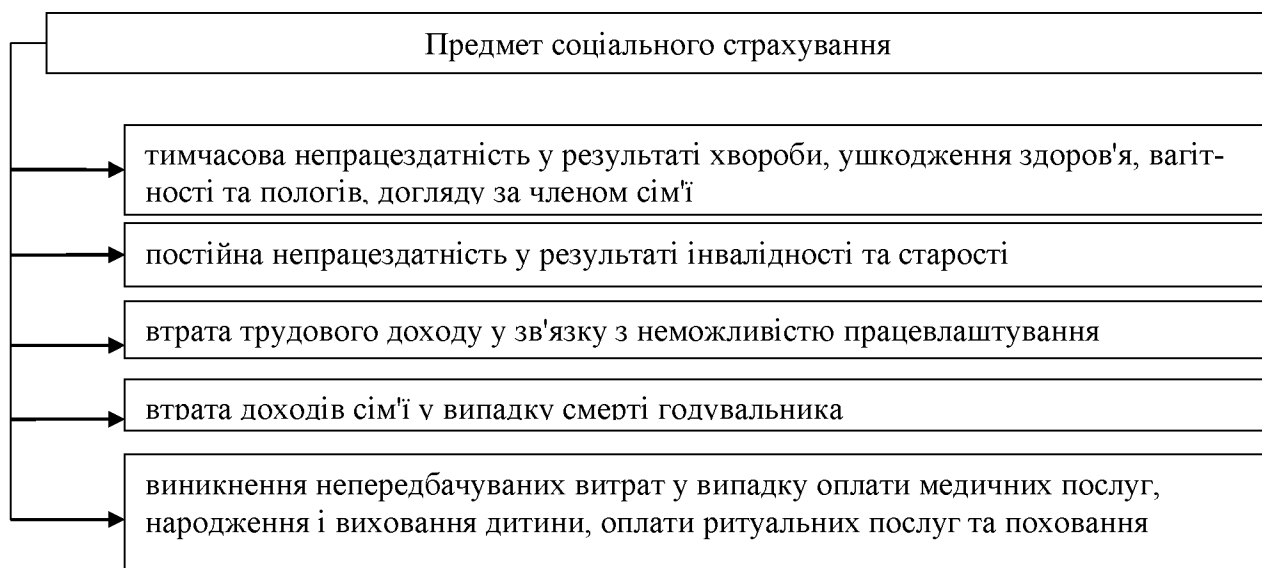 Предмет соціального страхування
тимчасова непрацездатність у результаті хвороби, ушкодження здоров'я, вагіт-
ності та пологів, догляду за членом сім'ї
постійна непрацездатність у результаті інвалідності та старості
втрата трудового доходу у зв'язку з неможливістю працевлаштування
втрата доходів сім'ї у випадку смерті годувальника
виникнення непередбачуваних витрат у випадку оплати медичних послуг,
народження і виховання дитини, оплати ритуальних послуг та поховання